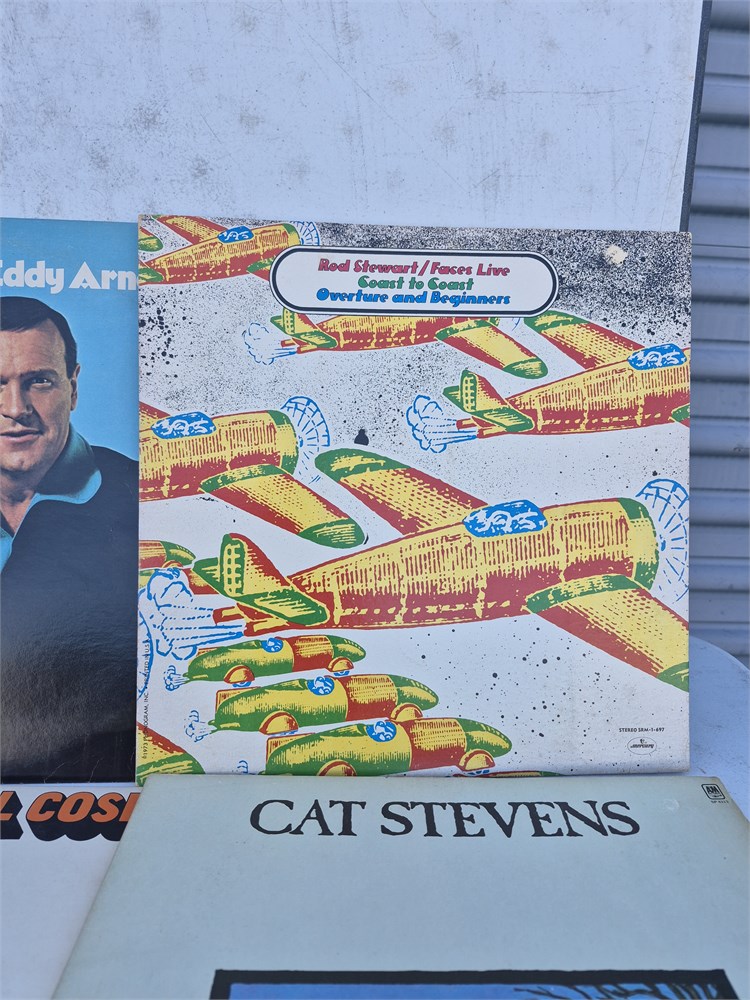 Eddy Arn
Rod Stewart/Faces Live
Coast to Coast
Overture and Beginners
STEREO SRM-1-697
mercury
L COS
CAT STEVENS
A&M